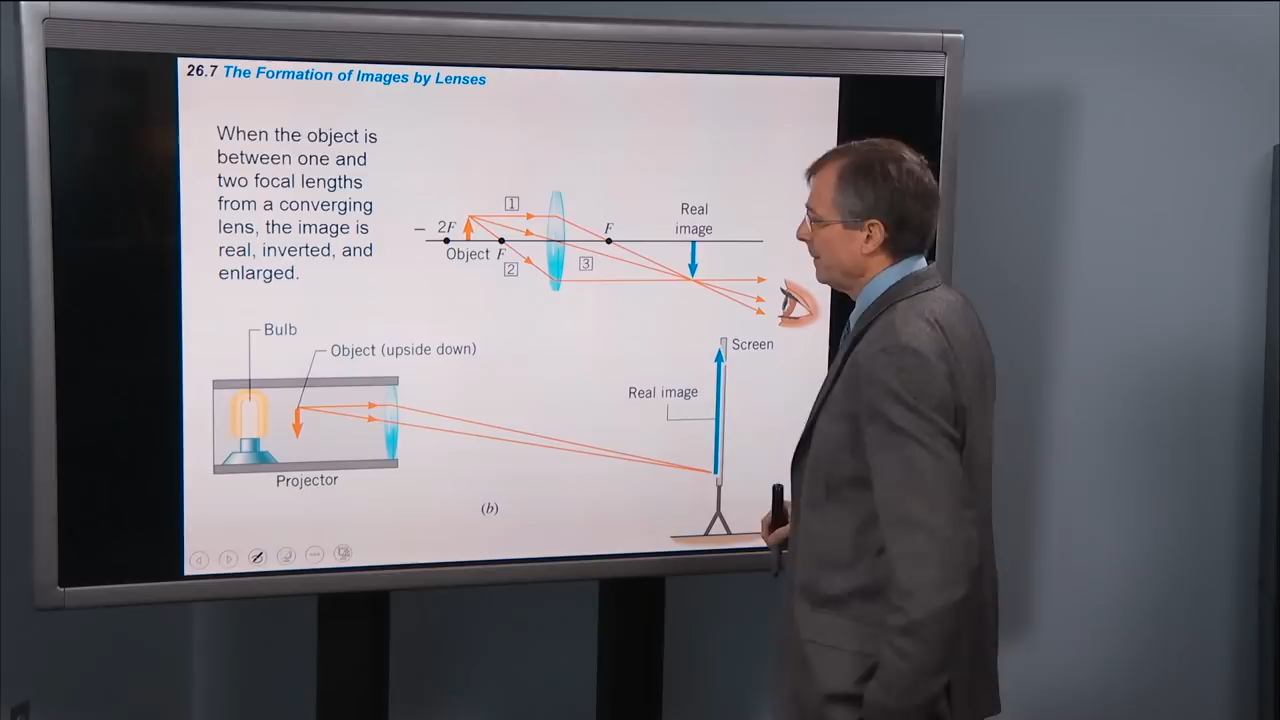 26.7 The Formation of Images by Lenses
When the object is
between one and
two focal lengths
from a converging
lens, the image is
real, inverted, and
enlarged.
1
2F
F
Real
image
Object F
2
3
Bulb
Object (upside down)
Screen
Real image
Projector
(b)